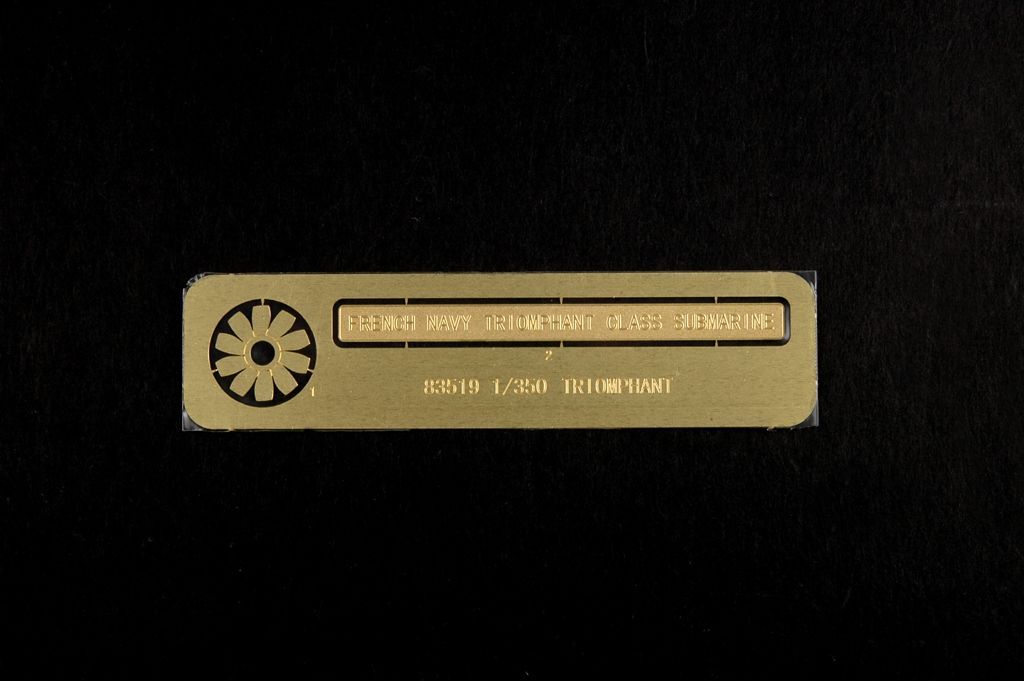 FRENCH NAVY TRIOMPHANT CLASS SUBMARINE
1
2
83519 1/350 TRIOMPHANT